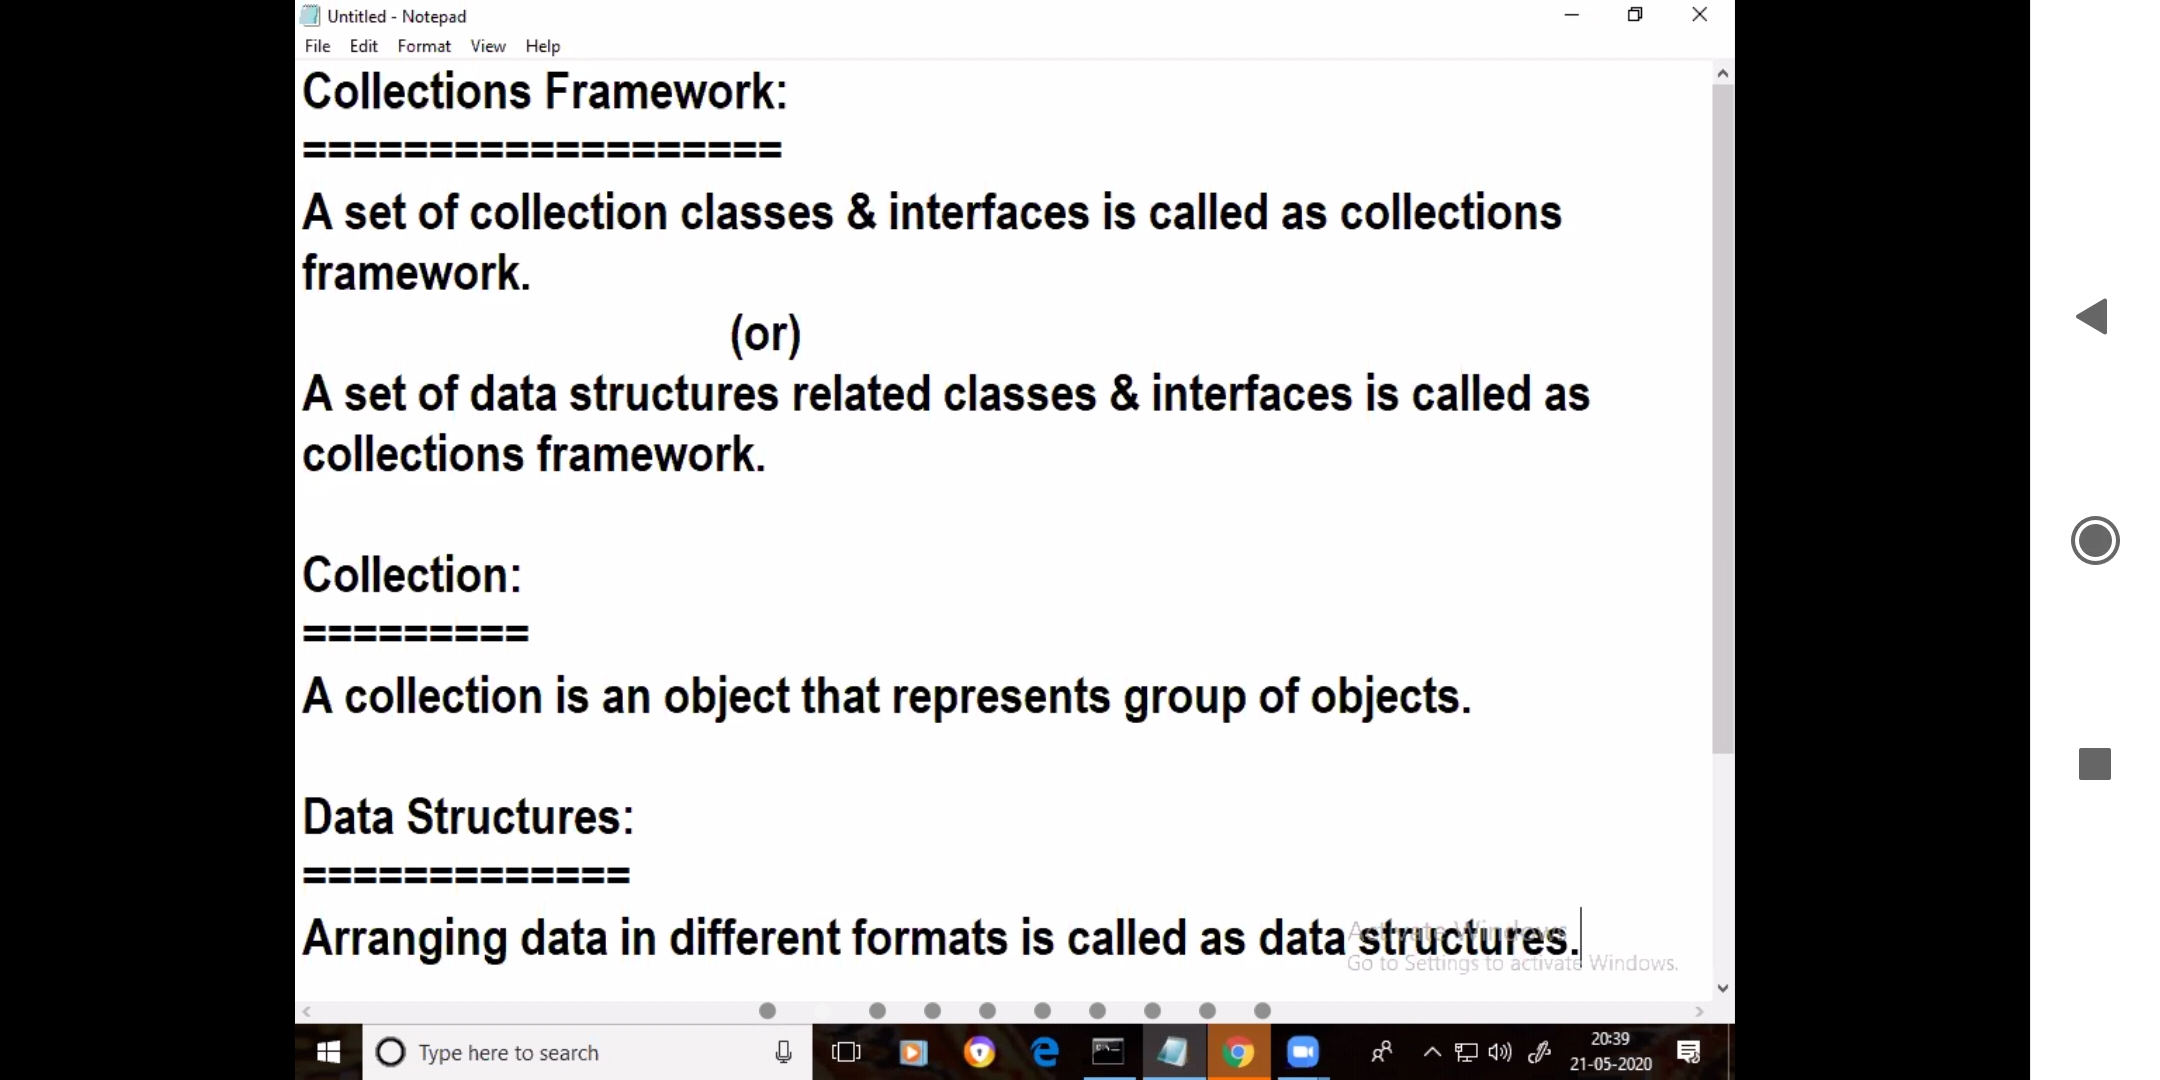 Untitled - Notepad
File Edit Format View Help
Collections Framework:
===================
A set of collection classes & interfaces is called as collections
framework.
(or)
A set of data structures related classes & interfaces is called as
collections framework.
Collection:
=========
A collection is an object that represents group of objects.
Data Structures:
=============
Arranging data in different formats is called as data structures.
Activate Windows
Go to Settings to activate Windows.
Type here to search
20:39
21-05-2020